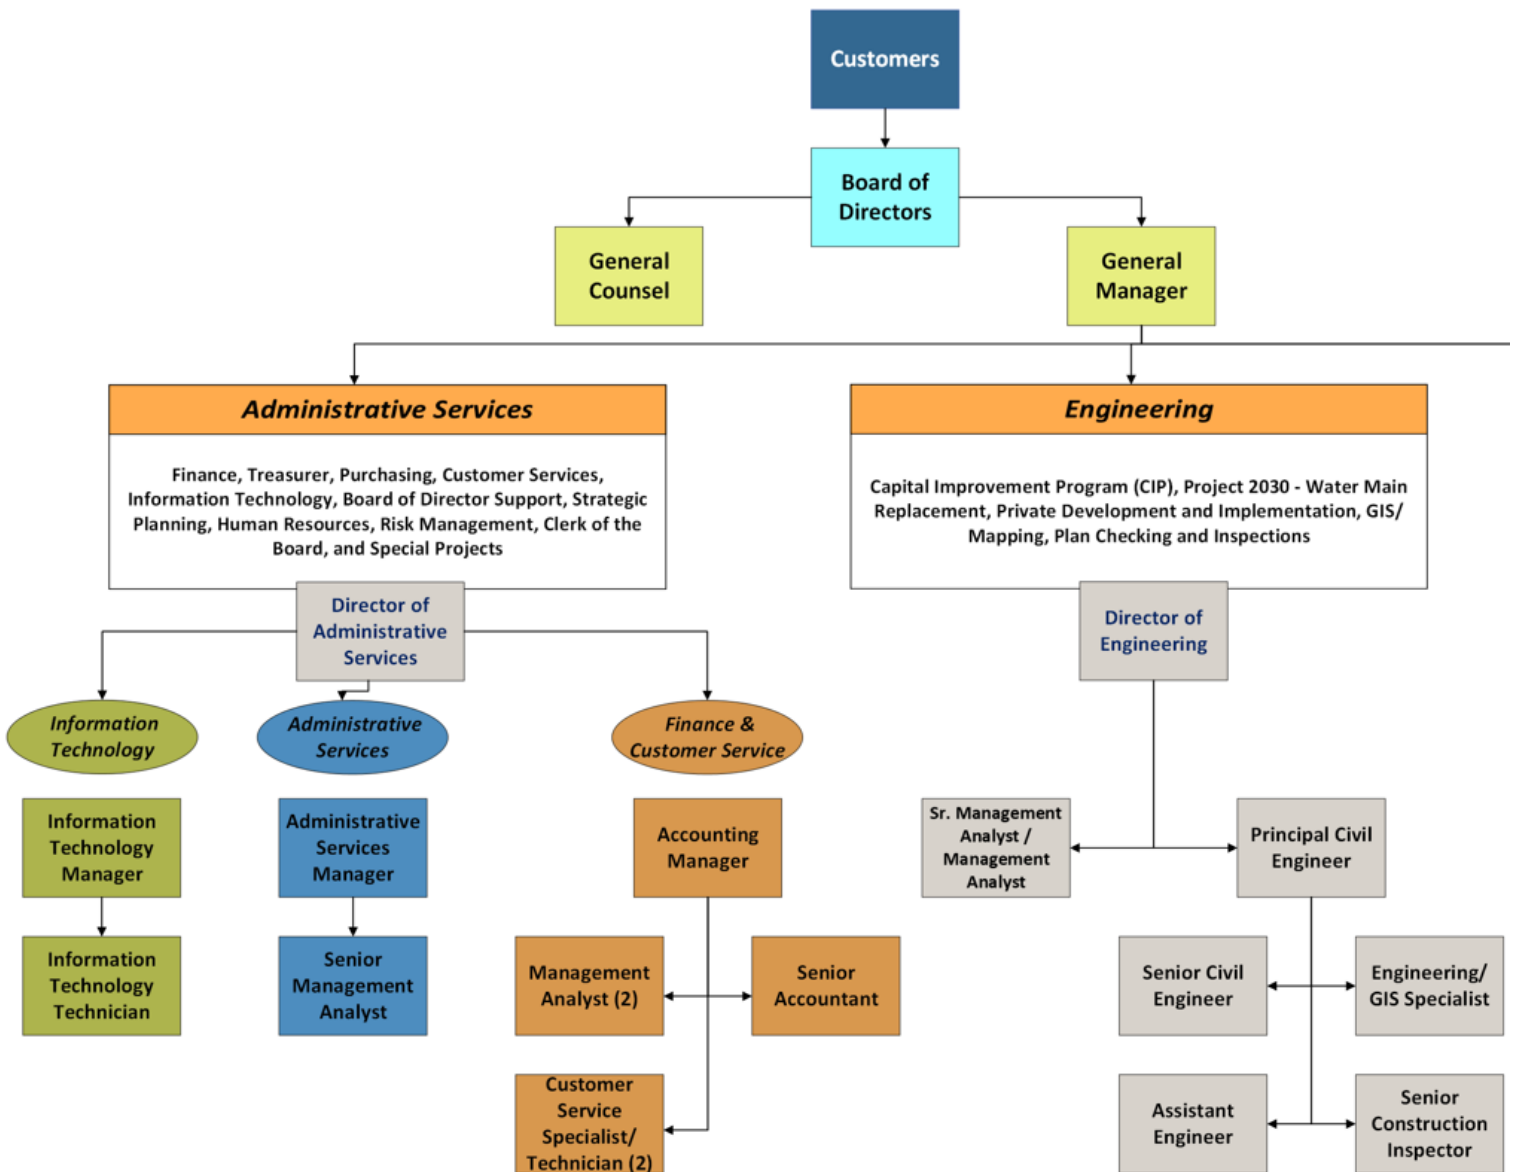 Customers
Board of
Directors
General
Counsel
General
Manager
Administrative Services
Finance, Treasurer, Purchasing, Customer Services,
Information Technology, Board of Director Support, Strategic
Planning, Human Resources, Risk Management, Clerk of the
Board, and Special Projects
Engineering
Capital Improvement Program (CIP), Project 2030 - Water Main
Replacement, Private Development and Implementation, GIS/
Mapping, Plan Checking and Inspections
Director of
Administrative
Services
Director of
Engineering
Information
Technology
Administrative
Services
Finance &
Customer Service
Information
Technology
Manager
Administrative
Services
Manager
Accounting
Manager
Sr. Management
Analyst /
Management
Analyst
Principal Civil
Engineer
Information
Technology
Technician
Senior
Management
Analyst
Management
Analyst (2)
Senior
Accountant
Senior Civil
Engineer
Engineering/
GIS Specialist
Customer
Service
Specialist/
Technician (2)
Assistant
Engineer
Senior
Construction
Inspector